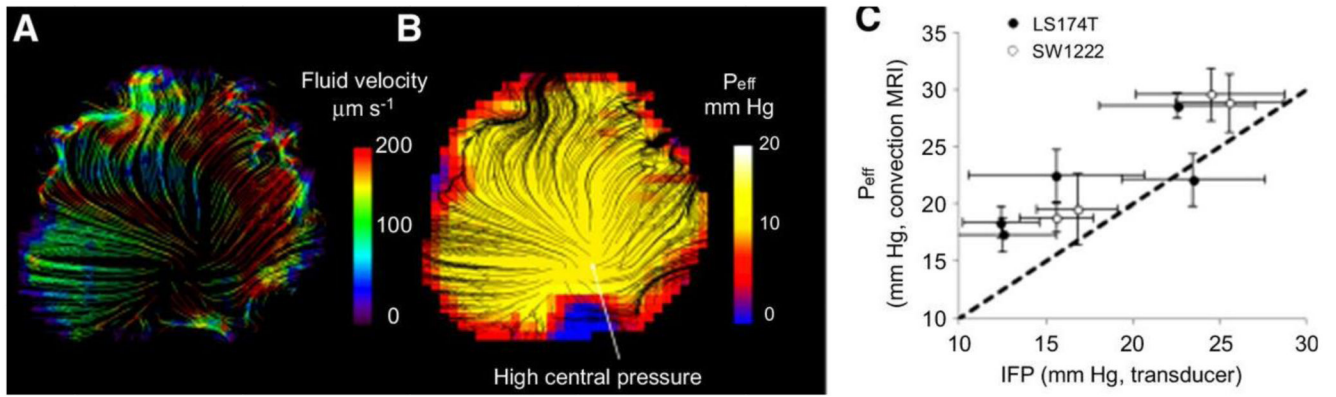 A
Fluid velocity
μm s-1
200
100
0
B
Peff
mm Hg
20
10
0
High central pressure
C
LS174T
SW1222
35
30
25
20
15
10
Peff
(mm Hg, convection MRI)
10
15
20
25
30
IFP (mm Hg, transducer)